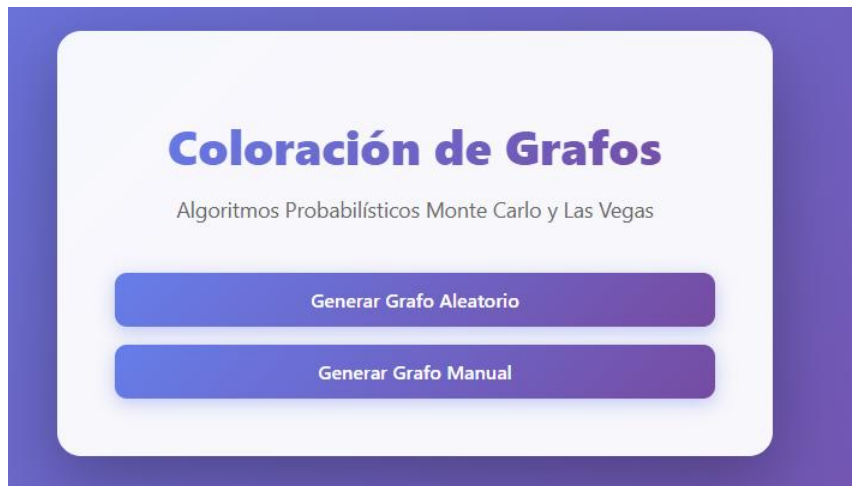 Coloración de Grafos
Algoritmos Probabilísticos Monte Carlo y Las Vegas
Generar Grafo Aleatorio
Generar Grafo Manual